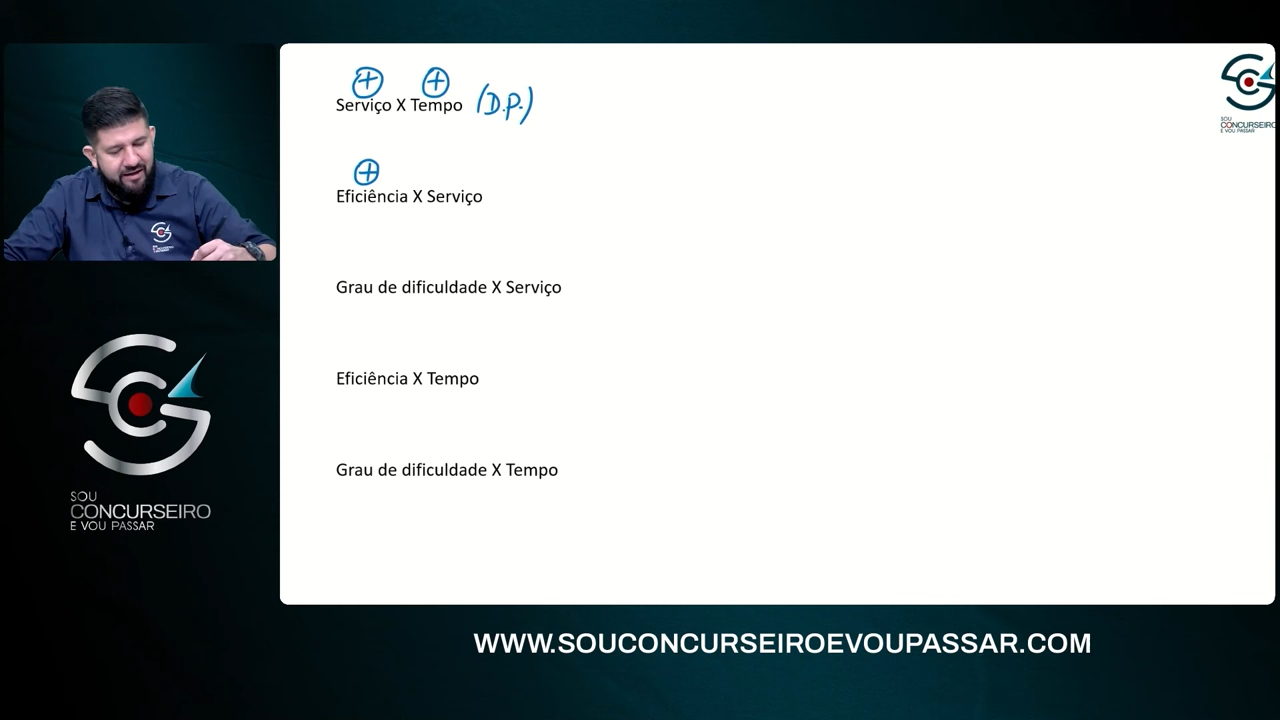 + +
Serviço X Tempo (D.P.)
+
Eficiência X Serviço
Grau de dificuldade X Serviço
Eficiência X Tempo
Grau de dificuldade X Tempo
SOU
CONCURSEIRO
E VOU PASSAR
SOU
CONCURSEIRO
E VOU PASSAR
WWW.SOUCONCURSEIROEVOUPASSAR.COM